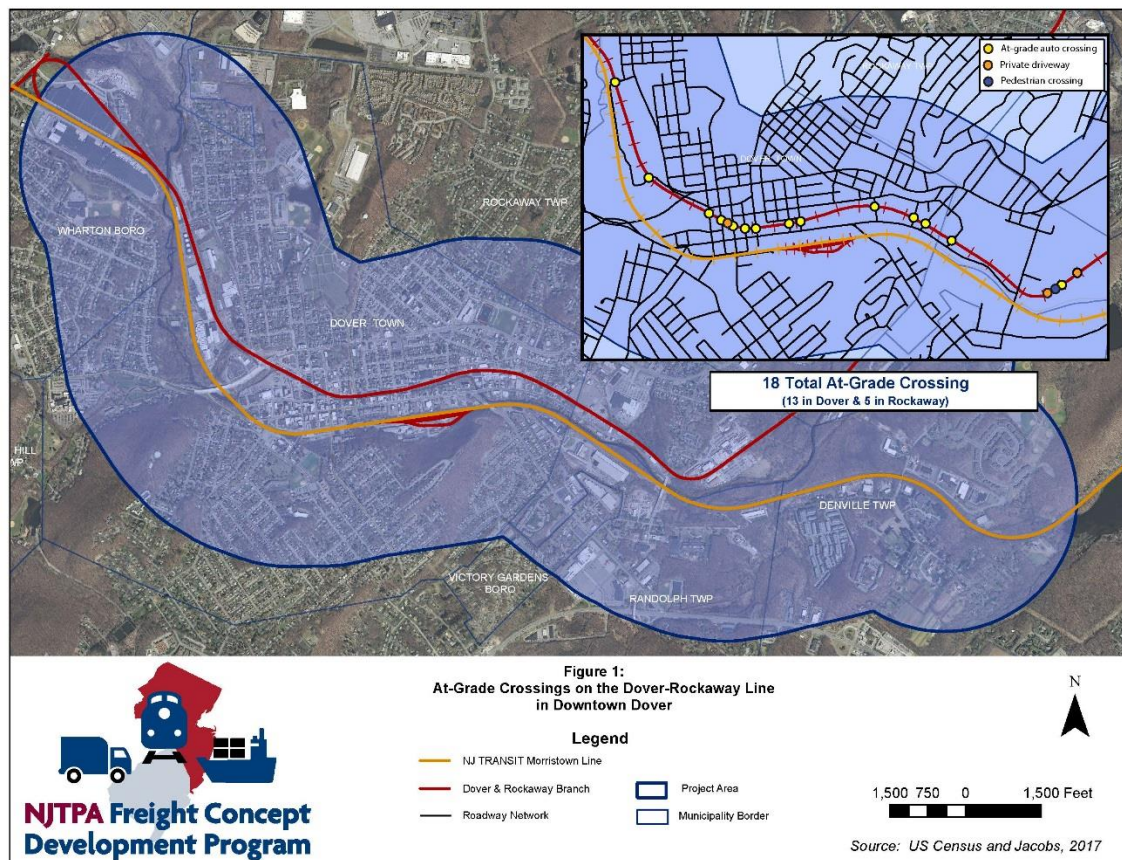 At-grade auto crossing
Private driveway
Pedestrian crossing
DOVER TOWN
ROCKAWAY TWP
WHARTON BORO
DOVER TOWN
18 Total At-Grade Crossing
(13 in Dover & 5 in Rockaway)
HILL
WP
DENVILLE TWP
VICTORY GARDENS
BORO
RANDOLPH TWP
Figure 1:
At-Grade Crossings on the Dover-Rockaway Line
in Downtown Dover
N
Legend
NJ TRANSIT Morristown Line
Dover & Rockaway Branch
Project Area
Roadway Network
Municipality Border
1,500 750 0 1,500 Feet
NJTPA Freight Concept
Development Program
Source: US Census and Jacobs, 2017